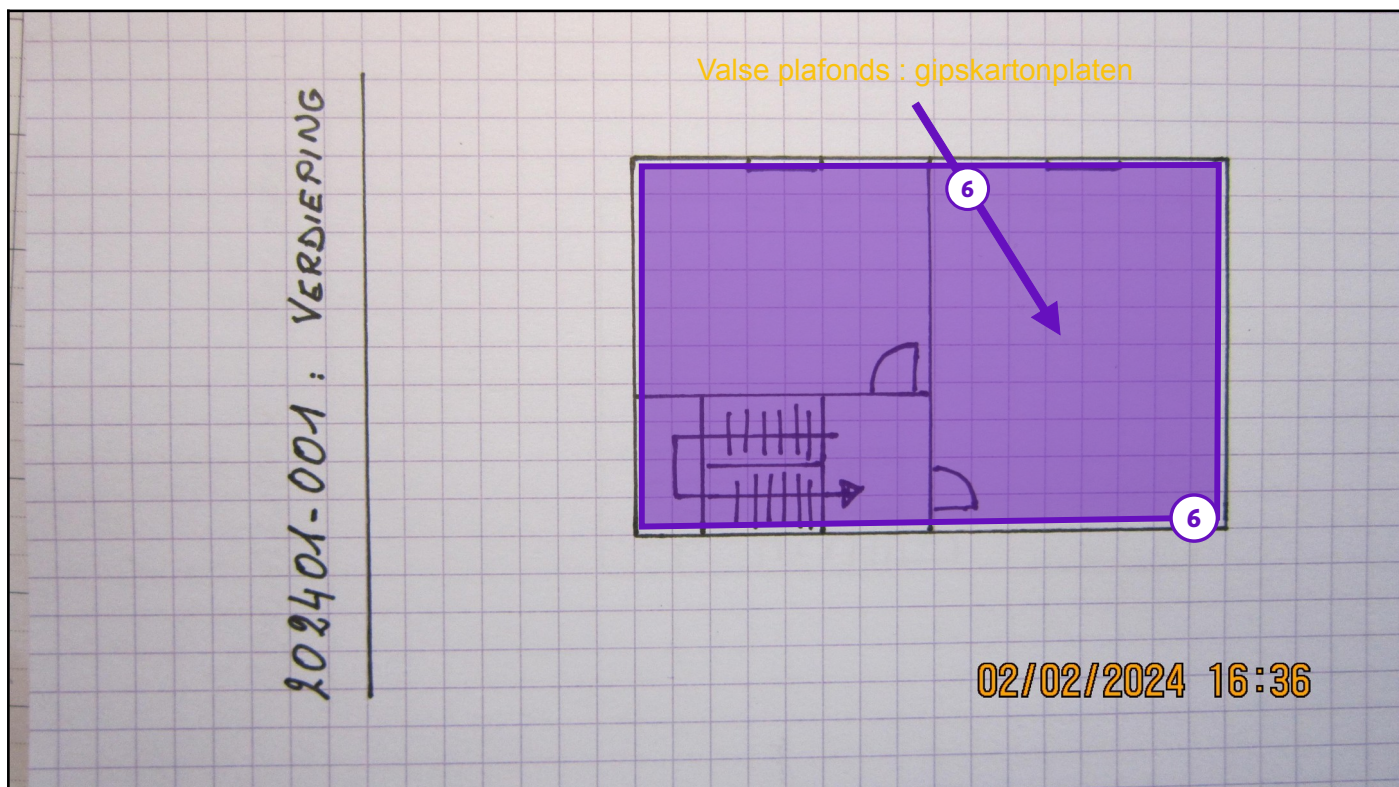 Valse plafonds : gipskartonplaten
202401-001 : VERDIEPING
6
6
02/02/2024 16:36